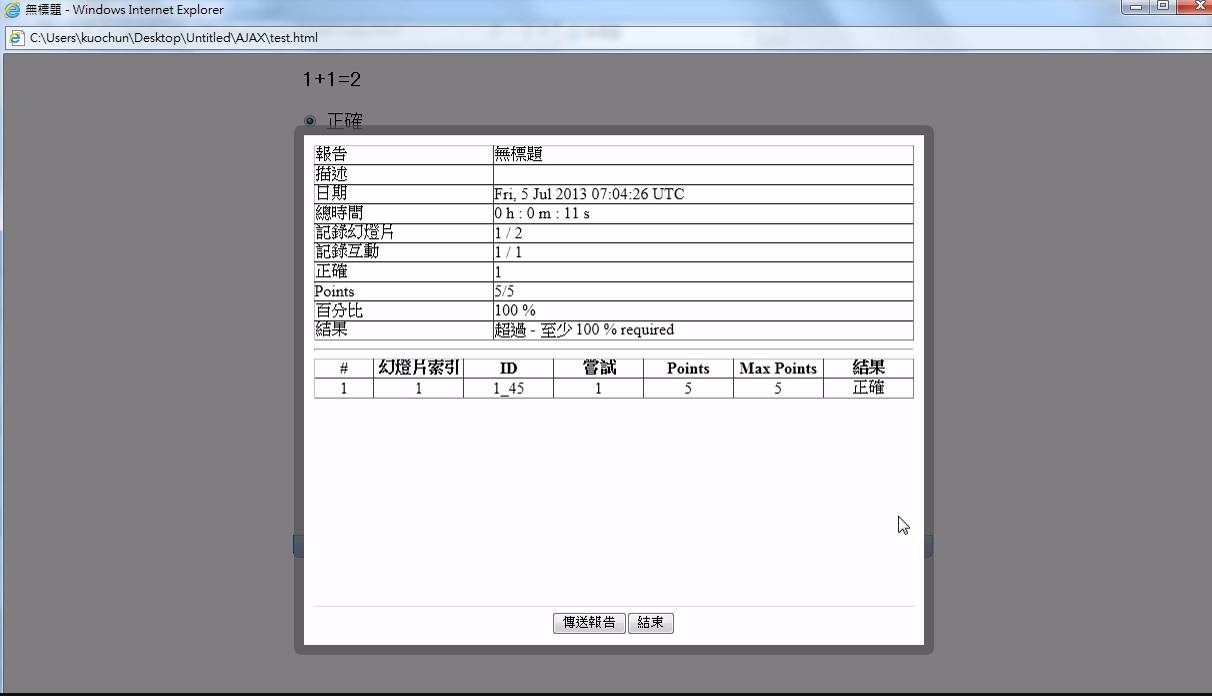 無標題 - Windows Internet Explorer
C:\Users\kuochun\Desktop\Untitled\AJAX\test.html
1+1=2
正確
報告 無標題
描述
日期 Fri, 5 Jul 2013 07:04:26 UTC
總時間 0 h : 0 m : 11 s
記錄幻燈片 1 / 2
記錄互動 1 / 1
正確 1
Points 5/5
百分比 100 %
結果 超過 - 至少 100 % required
# 幻燈片索引 ID 嘗試 Points Max Points 結果
1 1 1_45 1 5 5 正確
傳送報告 結束